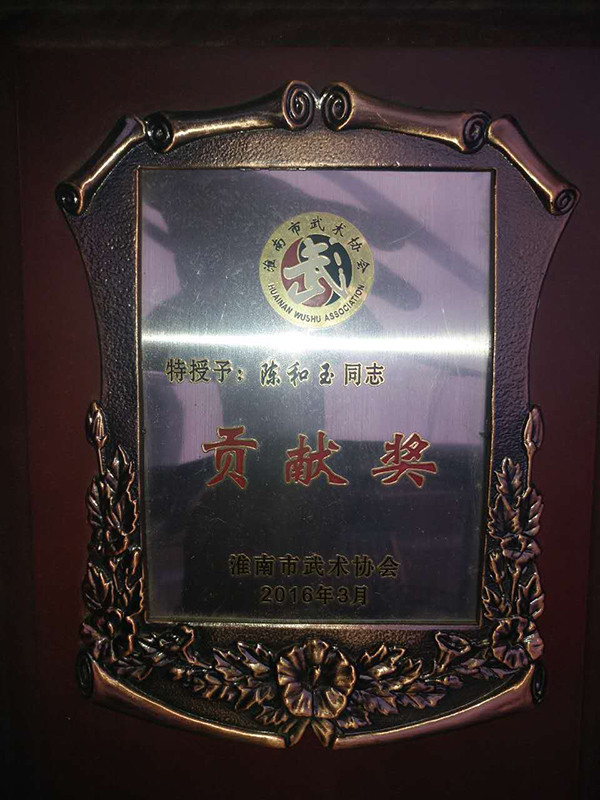 淮南市武术协会
武
HUAINAN WUSHU ASSOCIATION
特授予：陈和玉同志
贡献奖
淮南市武术协会
2016年3月